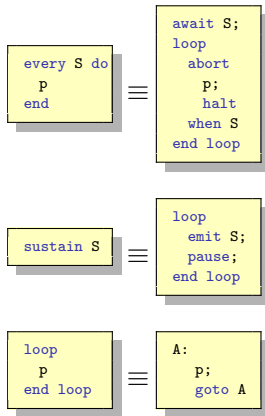 every S do
p
end
≡
await S;
loop
abort
p;
halt
when S
end loop
sustain S
≡
loop
emit S;
pause;
end loop
loop
p
end loop
≡
A:
p;
goto A